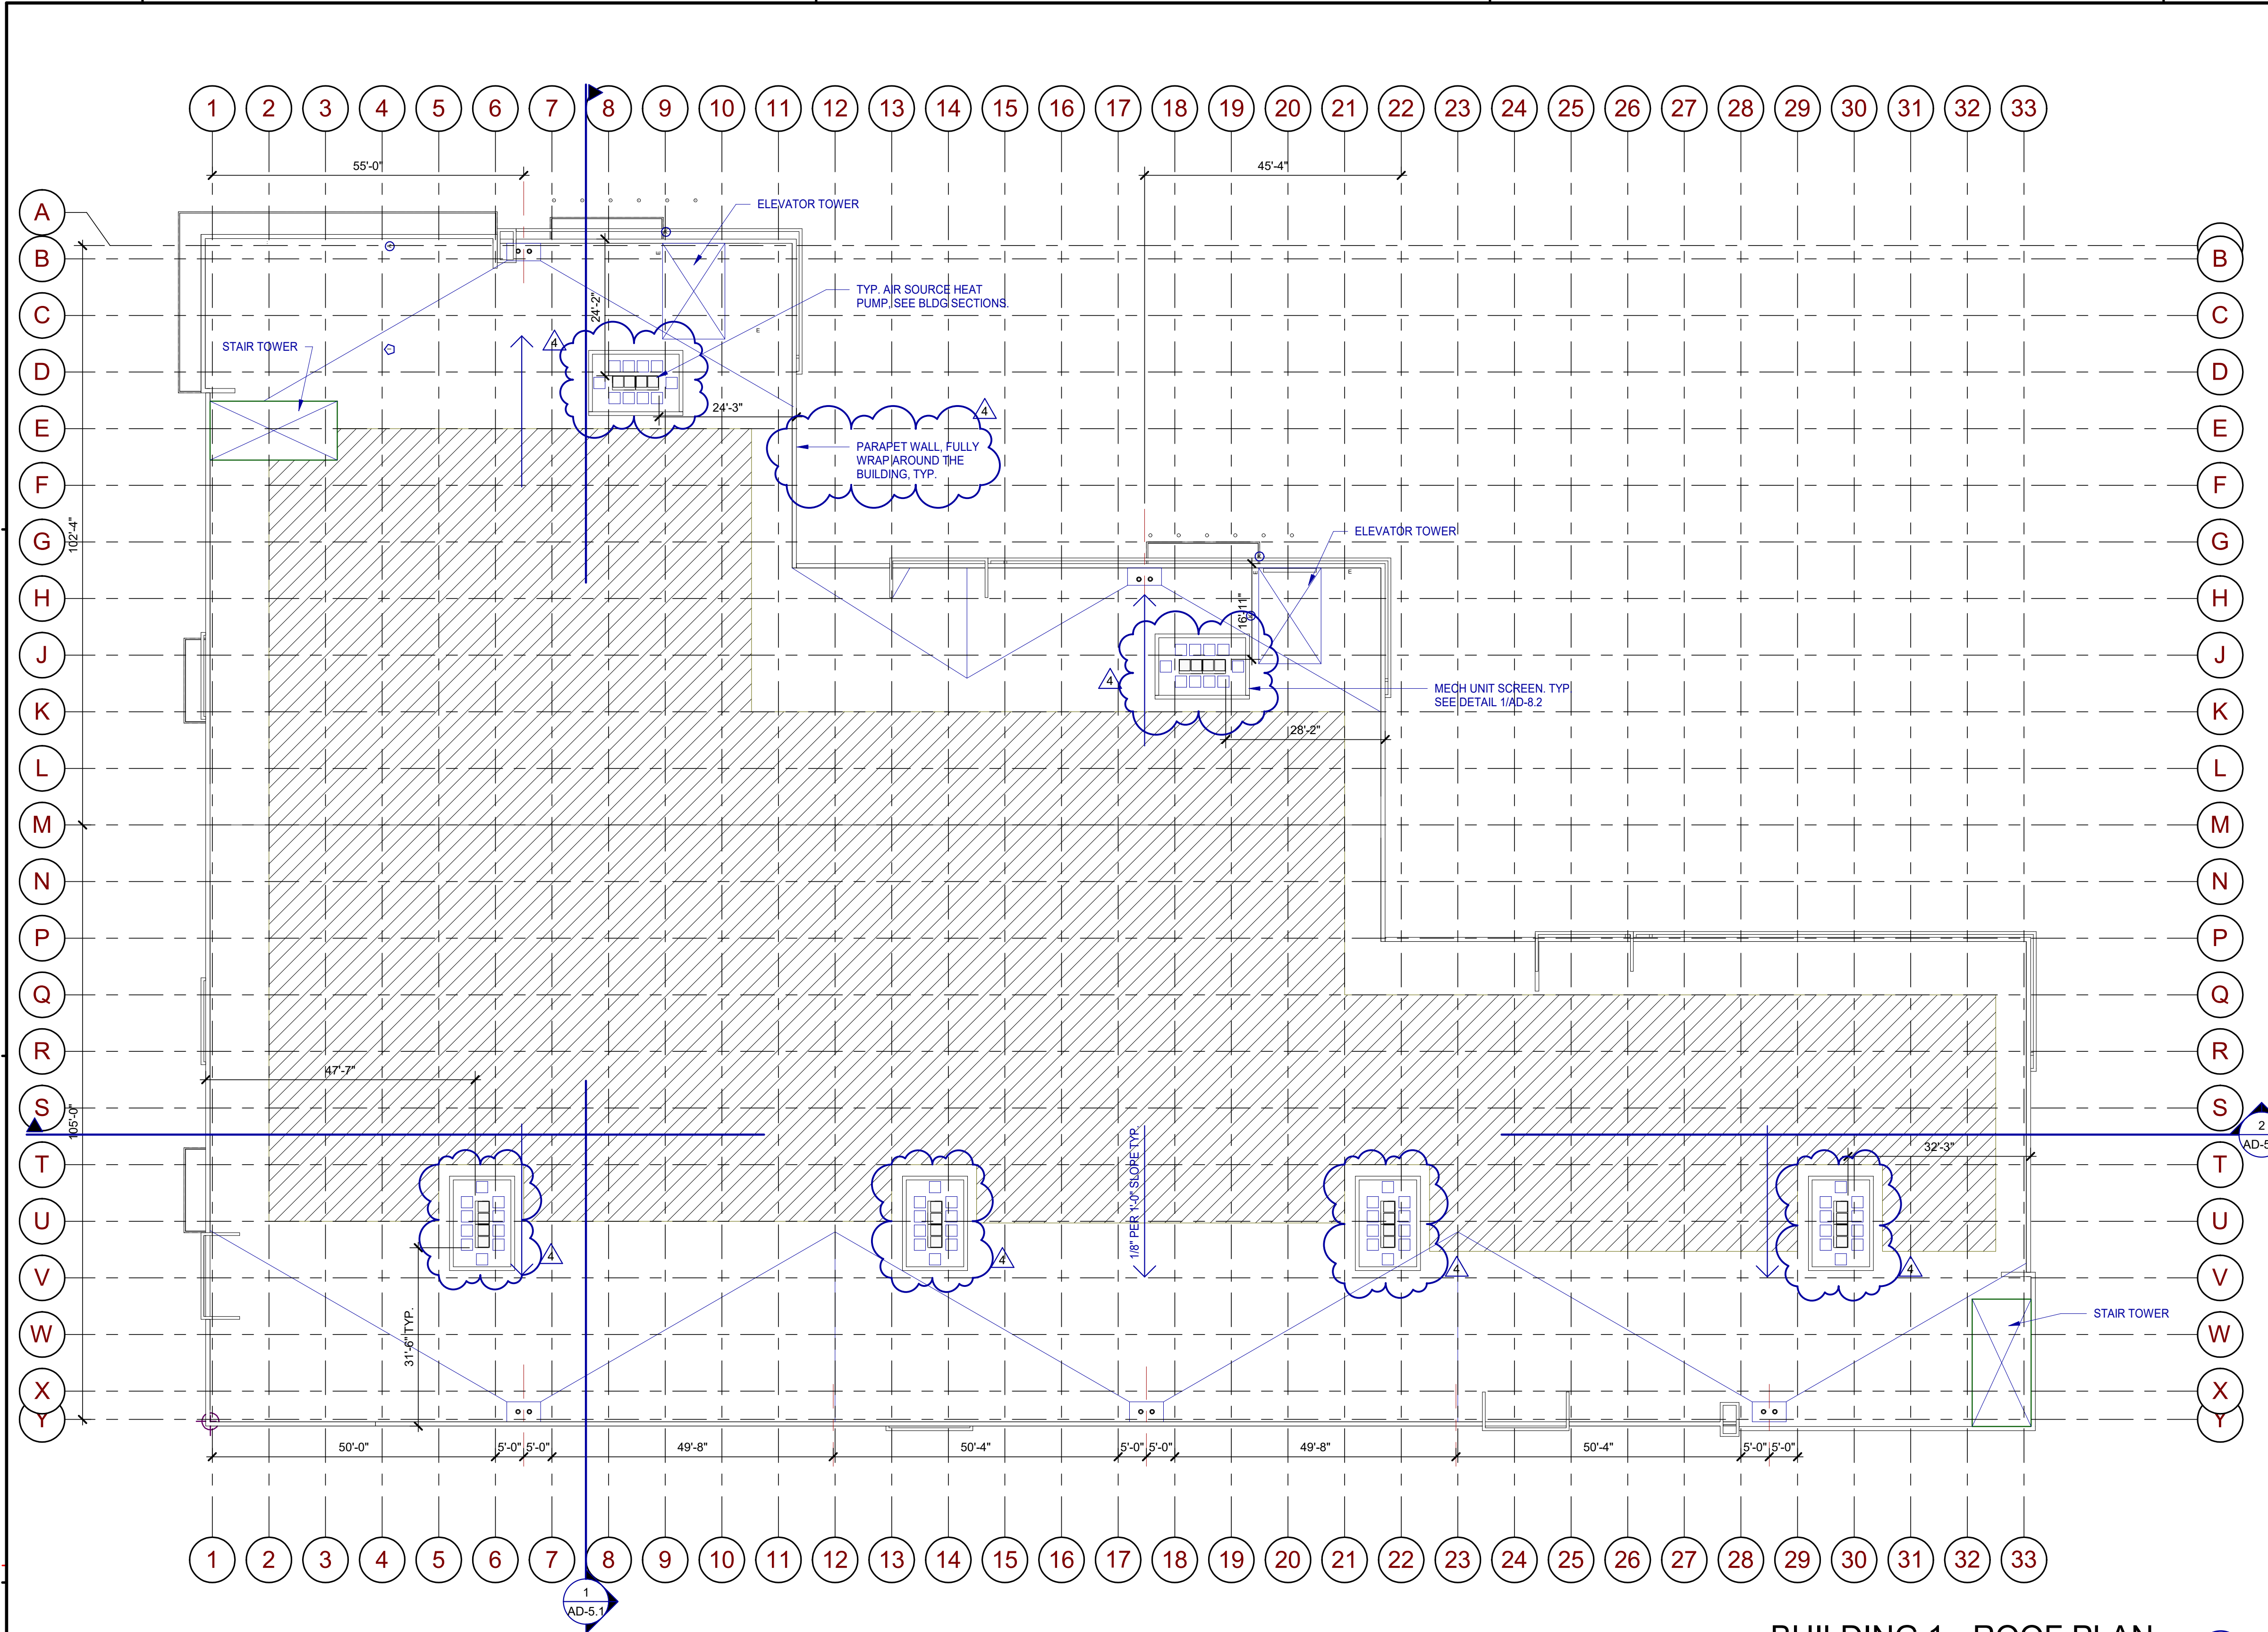 1 2 3 4 5 6 7 8 9 10 11 12 13 14 15 16 17 18 19 20 21 22 23 24 25 26 27 28 29 30 31 32 33
55'-0"
45'-4"
A
ELEVATOR TOWER
B
B
24'-2"
TYP. AIR SOURCE HEAT
PUMP, SEE BLDG SECTIONS.
C
C
E
STAIR TOWER
4
D
D
24'-3"
4
E
E
PARAPET WALL, FULLY
WRAP AROUND THE
BUILDING, TYP.
F
F
102'-4"
ELEVATOR TOWER
G
G
E
16'-11"
H
H
J
J
4
MECH UNIT SCREEN. TYP.
SEE DETAIL 1/AD-8.2
K
K
28'-2"
L
L
M
M
N
N
P
P
Q
Q
R
R
47'-7"
S
S
105'-0"
2
AD-5
32'-3"
T
T
1/8" PER 1'-0" SLOPE TYP.
U
U
4
4
4
4
V
V
31'-6" TYP.
STAIR TOWER
W
W
X
X
Y
Y
50'-0" 5'-0" 5'-0" 49'-8" 50'-4" 5'-0" 5'-0" 49'-8" 50'-4" 5'-0" 5'-0"
1 2 3 4 5 6 7 8 9 10 11 12 13 14 15 16 17 18 19 20 21 22 23 24 25 26 27 28 29 30 31 32 33
1
AD-5.1
BUILDING 1 - ROOF PLAN